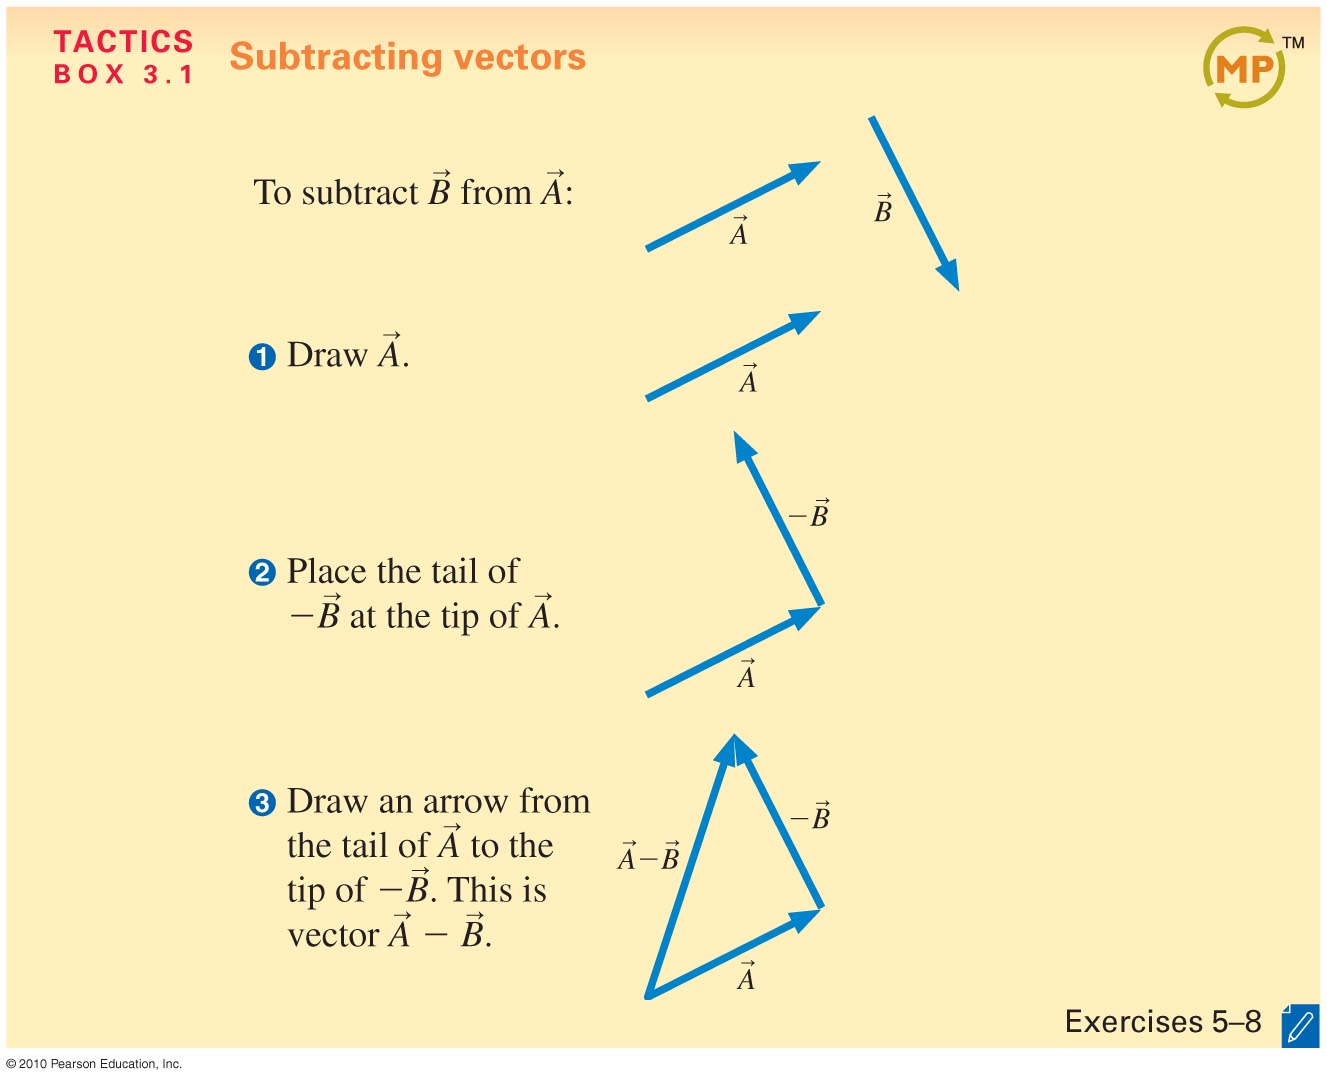 TACTICS
BOX 3.1
Subtracting vectors
MP™
To subtract B⃗ from A⃗:
A⃗
B⃗
1 Draw A⃗.
A⃗
2 Place the tail of
−B⃗ at the tip of A⃗.
−B⃗
A⃗
3 Draw an arrow from
the tail of A⃗ to the
tip of −B⃗. This is
vector A⃗ − B⃗.
A⃗−B⃗
−B⃗
A⃗
Exercises 5–8
© 2010 Pearson Education, Inc.